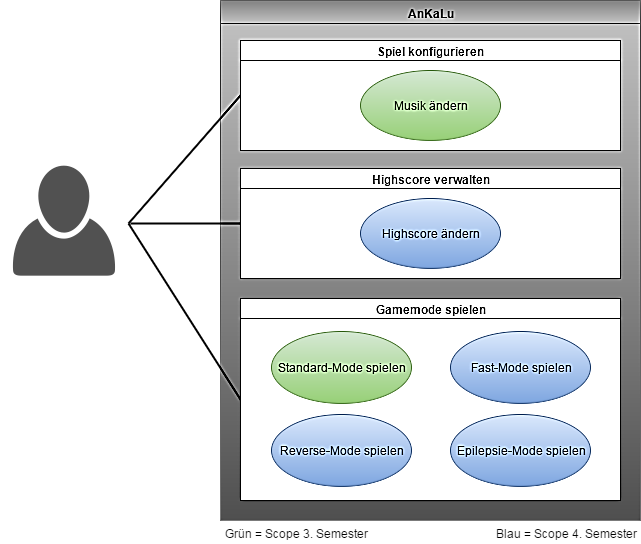 AnKaLu
Spiel konfigurieren
Musik ändern
Highscore verwalten
Highscore ändern
Gamemode spielen
Standard-Mode spielen
Fast-Mode spielen
Reverse-Mode spielen
Epilepsie-Mode spielen
Grün = Scope 3. Semester
Blau = Scope 4. Semester